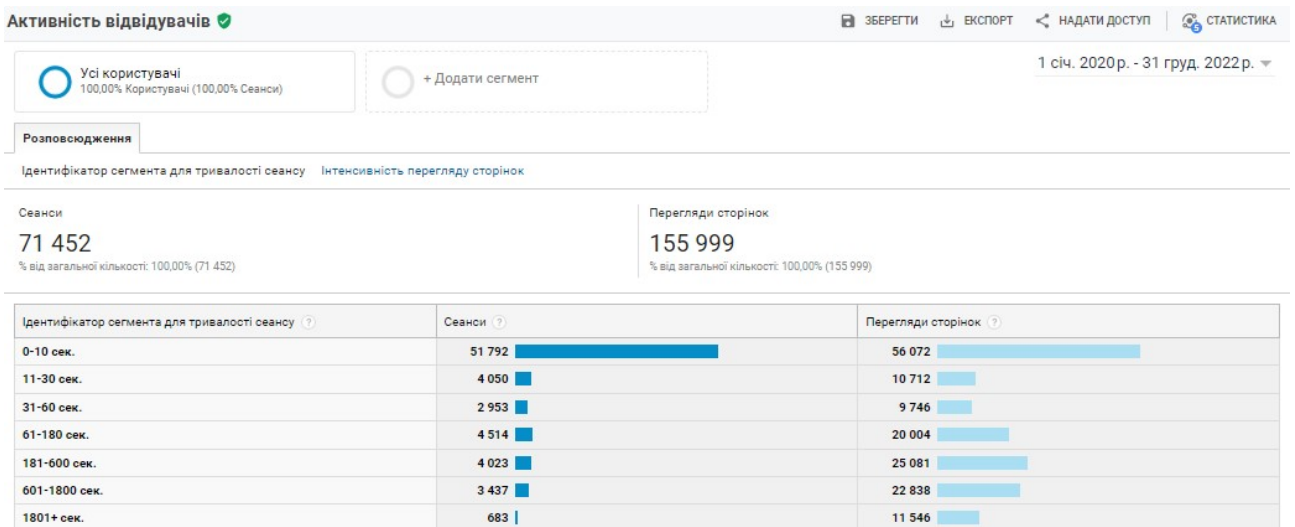 Активність відвідувачів
ЗБЕРЕГТИ ЕКСПОРТ НАДАТИ ДОСТУП 5 СТАТИСТИКА
Усі користувачі
100,00% Користувачі (100,00% Сеанси)
+ Додати сегмент
1 січ. 2020 р. - 31 груд. 2022 р.
Розповсюдження
Ідентифікатор сегмента для тривалості сеансу Інтенсивність перегляду сторінок
Сеанси Перегляди сторінок
71 452 155 999
% від загальної кількості: 100,00% (71 452) % від загальної кількості: 100,00% (155 999)
Ідентифікатор сегмента для тривалості сеансу ? Сеанси ? Перегляди сторінок ?
0-10 сек. 51 792 56 072
11-30 сек. 4 050 10 712
31-60 сек. 2 953 9 746
61-180 сек. 4 514 20 004
181-600 сек. 4 023 25 081
601-1800 сек. 3 437 22 838
1801+ сек. 683 11 546